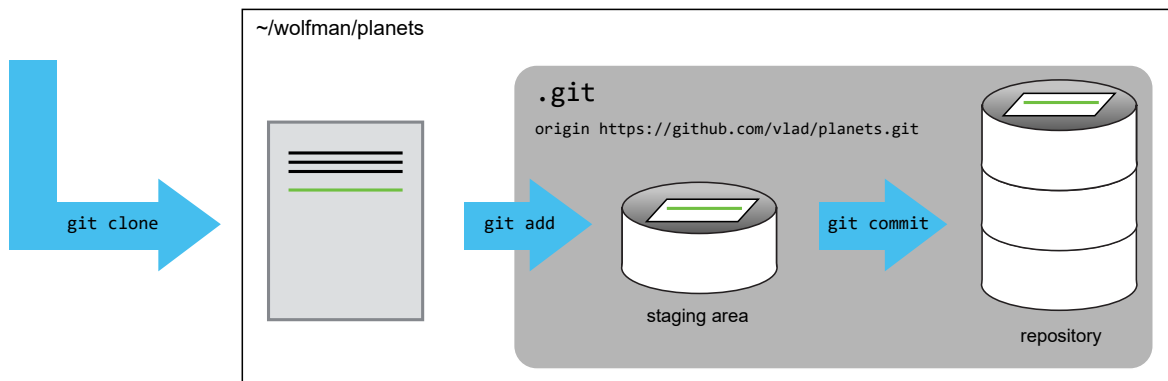 ~/wolfman/planets
.git
origin https://github.com/vlad/planets.git
git clone
git add
git commit
staging area
repository